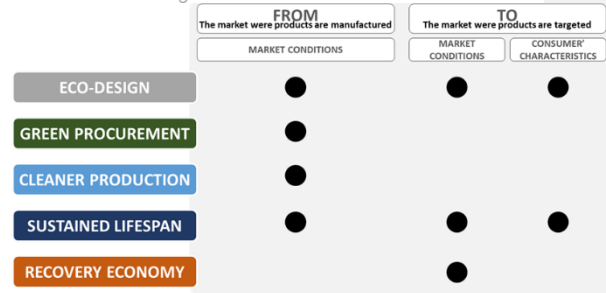 FROM
The market were products are manufactured
TO
The market were products are targeted
MARKET CONDITIONS
MARKET
CONDITIONS
CONSUMER'
CHARACTERISTICS
ECO-DESIGN
GREEN PROCUREMENT
CLEANER PRODUCTION
SUSTAINED LIFESPAN
RECOVERY ECONOMY